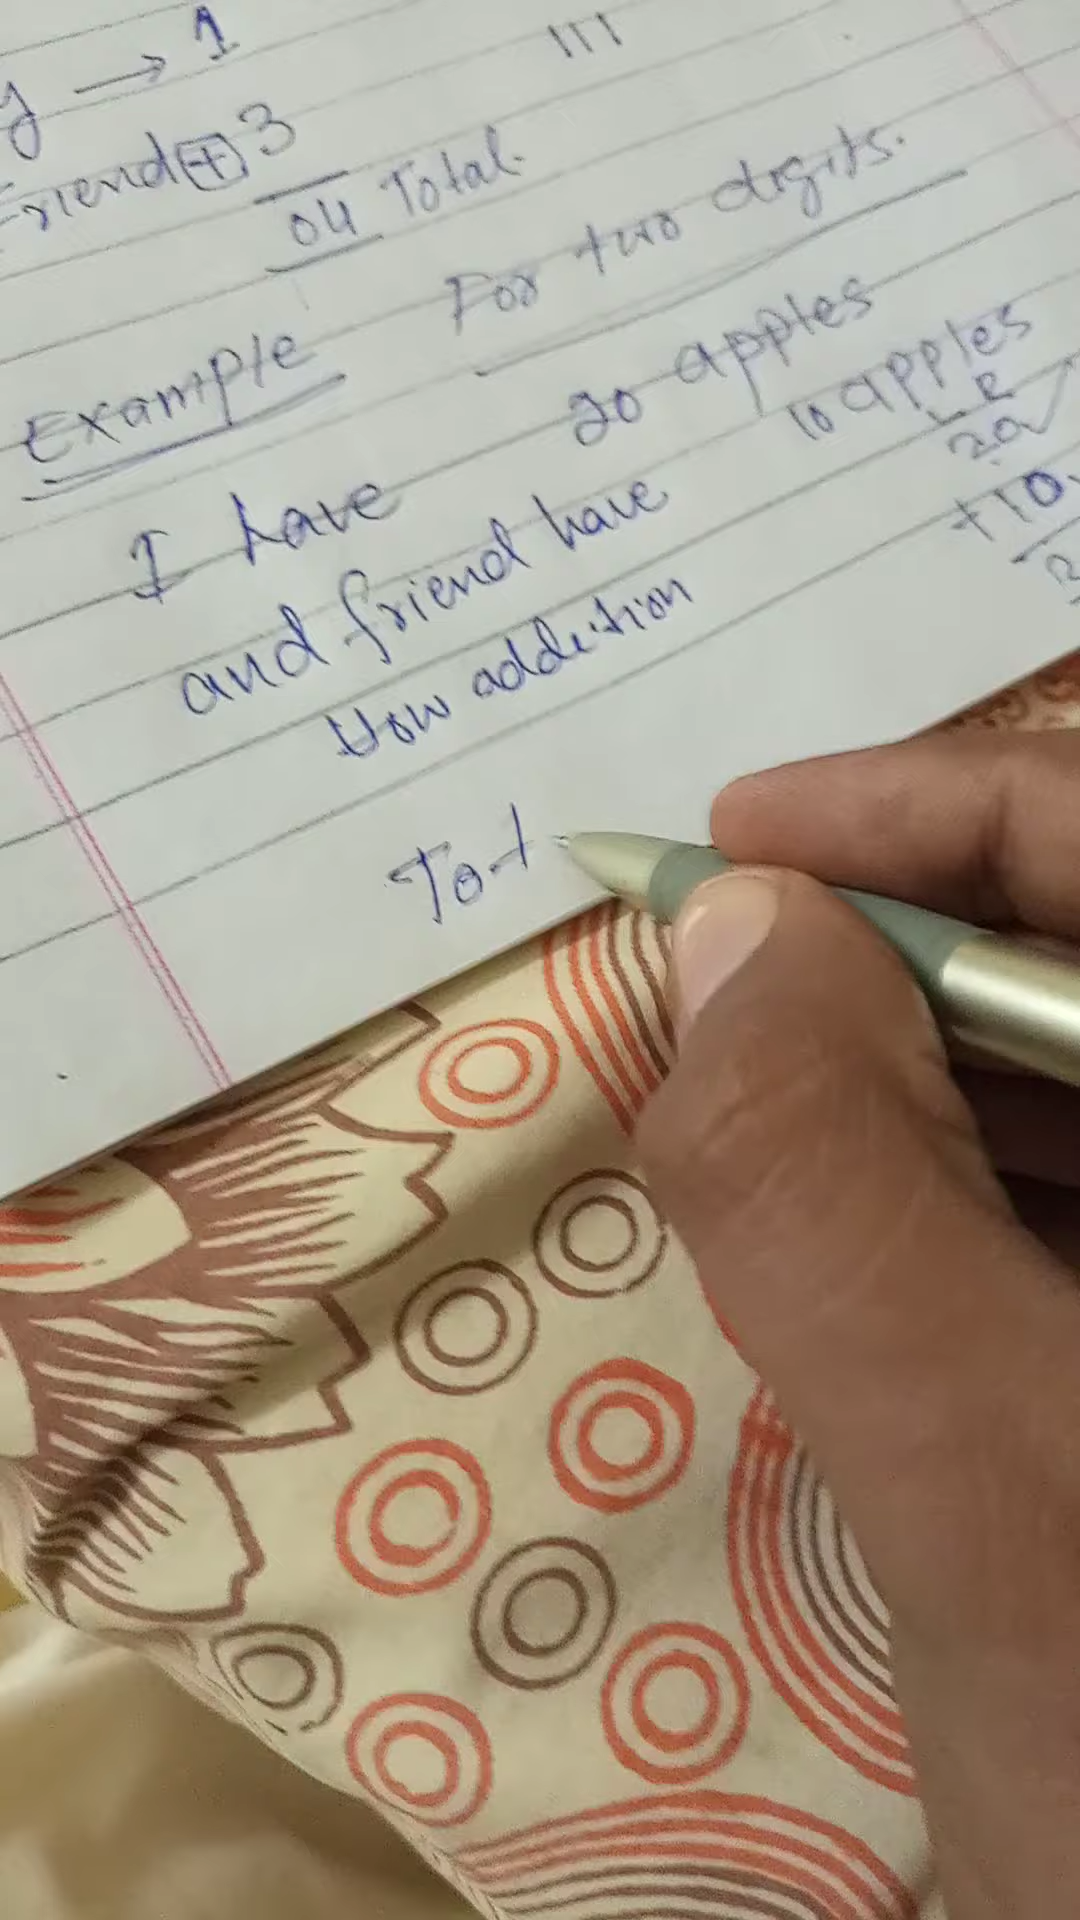 → 1
III
Friend + 3
04 Total.
Example For two digits.
I have 20 apples
and friend have 10 apples
How addition
20 ✓
+10
Tot